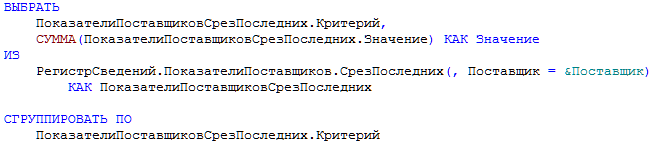 ВЫБРАТЬ
ПоказателиПоставщиковСрезПоследних.Критерий,
СУММА(ПоказателиПоставщиковСрезПоследних.Значение) КАК Значение
ИЗ
РегистрСведений.ПоказателиПоставщиков.СрезПоследних(, Поставщик = &Поставщик)
КАК ПоказателиПоставщиковСрезПоследних
СГРУППИРОВАТЬ ПО
ПоказателиПоставщиковСрезПоследних.Критерий